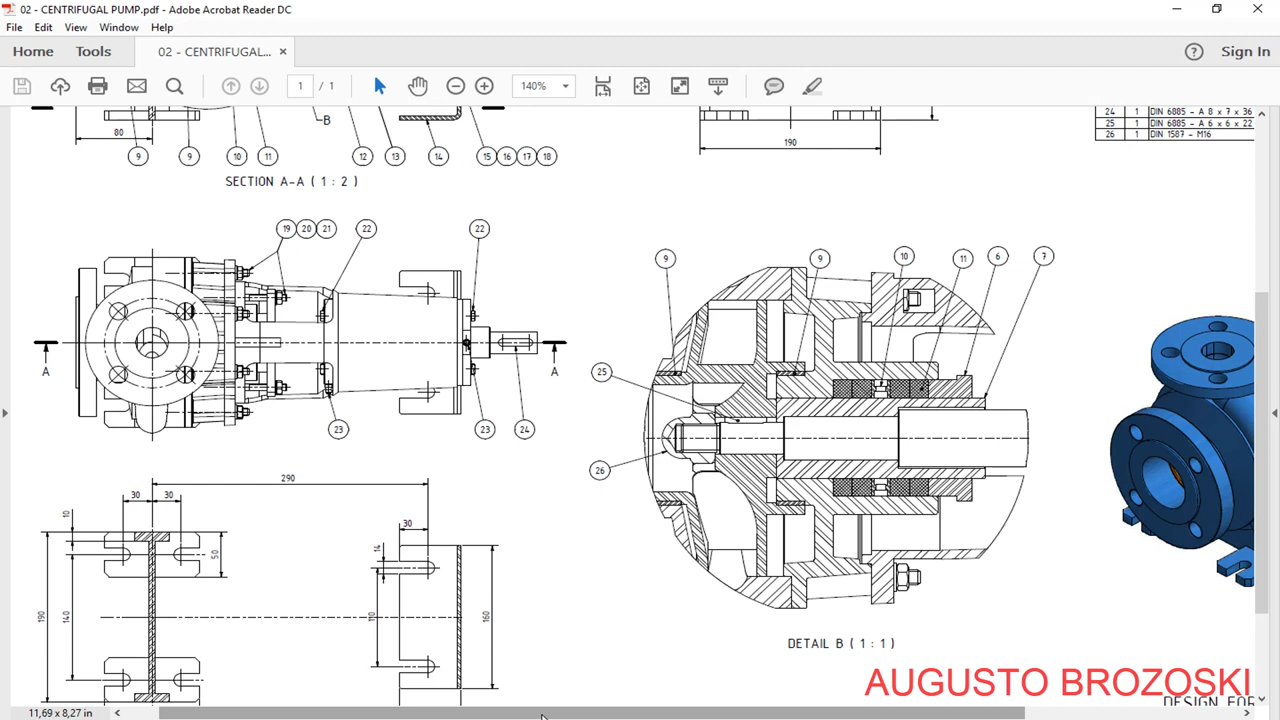 02 - CENTRIFUGAL PUMP.pdf - Adobe Acrobat Reader DC
File Edit View Window Help
Home Tools 02 - CENTRIFUGAL... × Sign In
1 / 1 140%
24 1 DIN 6885 - A 8 x 7 x 36
25 1 DIN 6885 - A 6 x 6 x 22
26 1 DIN 1587 - M16
80 B
190
9 9 10 11 12 13 14 15 16 17 18
SECTION A-A ( 1 : 2 )
19 20 21 22 22
9 9 10 11 6 7
A A
25
23 23 24
26
290
30 30
10
30
50
14
190
140
110
160
DETAIL B ( 1 : 1 )
AUGUSTO BROZOSKI
DESIGN FOR
11,69 x 8,27 in